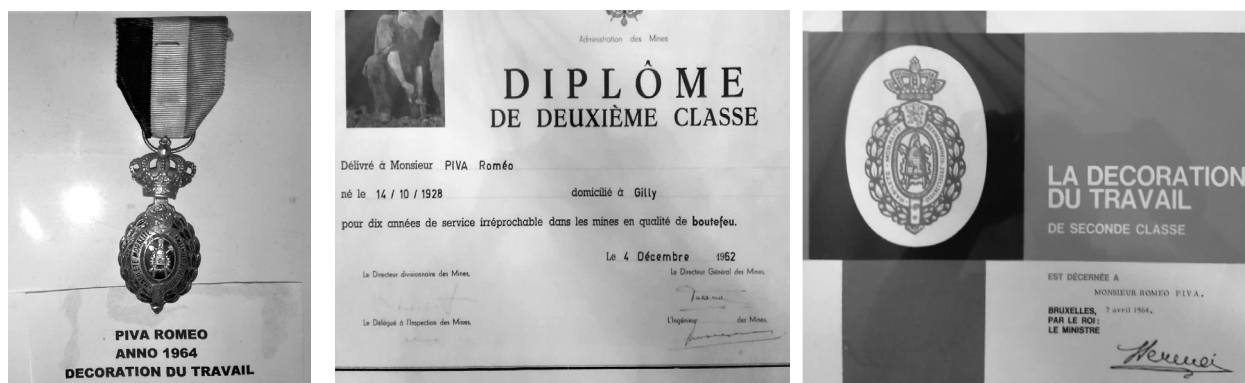 PIVA ROMEO
ANNO 1964
DECORATION DU TRAVAIL
Administration des Mines
DIPLÔME
DE DEUXIÈME CLASSE
Délivré à Monsieur PIVA Roméo
né le 14 / 10 / 1928 domicilié à Gilly
pour dix années de service irréprochable dans les mines en qualité de boutefeu.
Le 4 Décembre 1962
Le Directeur divisionnaire des Mines, Le Directeur Général des Mines,
Le Délégué à l'Inspection des Mines, L'Ingénieur des Mines,
LA DECORATION
DU TRAVAIL
DE SECONDE CLASSE
EST DÉCERNÉE A
MONSIEUR ROMEO PIVA,
BRUXELLES, 7 avril 1964,
PAR LE ROI:
LE MINISTRE